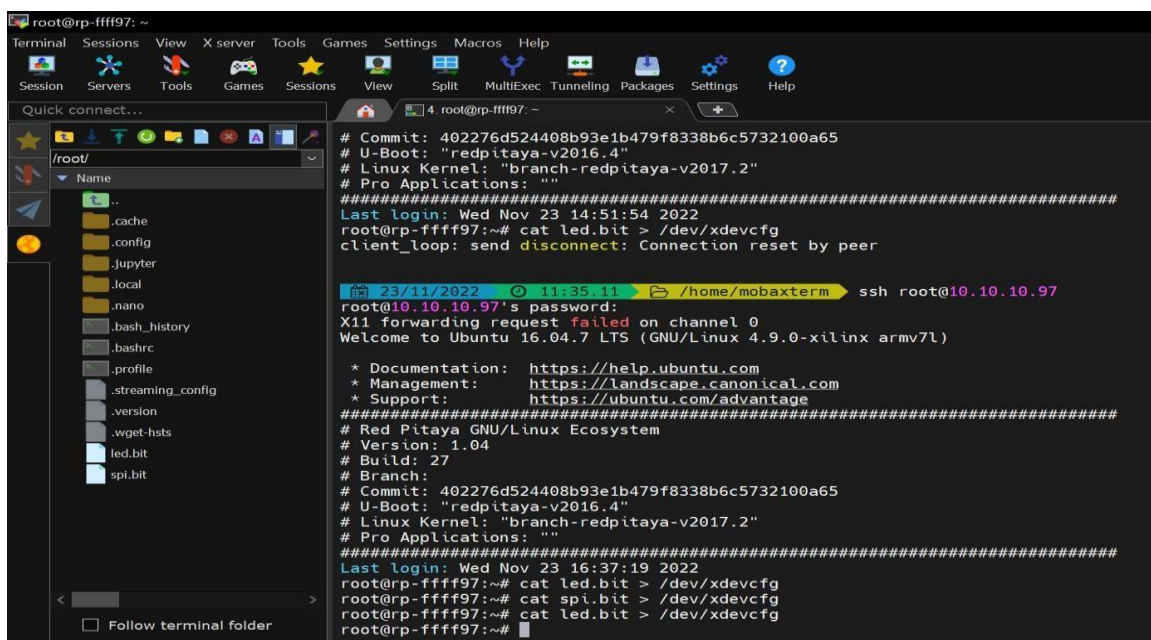 root@rp-ffff97: ~
Terminal Sessions View X server Tools Games Settings Macros Help
Session Servers Tools Games Sessions View Split MultiExec Tunneling Packages Settings Help
Quick connect...
4. root@rp-ffff97: ~
/root/
Name
..
.cache
.config
.jupyter
.local
.nano
.bash_history
.bashrc
.profile
.streaming_config
.version
.wget-hsts
led.bit
spi.bit
Follow terminal folder
# Commit: 402276d524408b93e1b479f8338b6c5732100a65
# U-Boot: "redpitaya-v2016.4"
# Linux Kernel: "branch-redpitaya-v2017.2"
# Pro Applications: ""
##############################################################################
Last login: Wed Nov 23 14:51:54 2022
root@rp-ffff97:~# cat led.bit > /dev/xdevcfg
client_loop: send disconnect: Connection reset by peer
23/11/2022 11:35.11 /home/mobaxterm ssh root@10.10.10.97
root@10.10.10.97's password:
X11 forwarding request failed on channel 0
Welcome to Ubuntu 16.04.7 LTS (GNU/Linux 4.9.0-xilinx armv7l)
* Documentation: https://help.ubuntu.com
* Management: https://landscape.canonical.com
* Support: https://ubuntu.com/advantage
##############################################################################
# Red Pitaya GNU/Linux Ecosystem
# Version: 1.04
# Build: 27
# Branch:
# Commit: 402276d524408b93e1b479f8338b6c5732100a65
# U-Boot: "redpitaya-v2016.4"
# Linux Kernel: "branch-redpitaya-v2017.2"
# Pro Applications: ""
##############################################################################
Last login: Wed Nov 23 16:37:19 2022
root@rp-ffff97:~# cat led.bit > /dev/xdevcfg
root@rp-ffff97:~# cat spi.bit > /dev/xdevcfg
root@rp-ffff97:~# cat led.bit > /dev/xdevcfg
root@rp-ffff97:~#